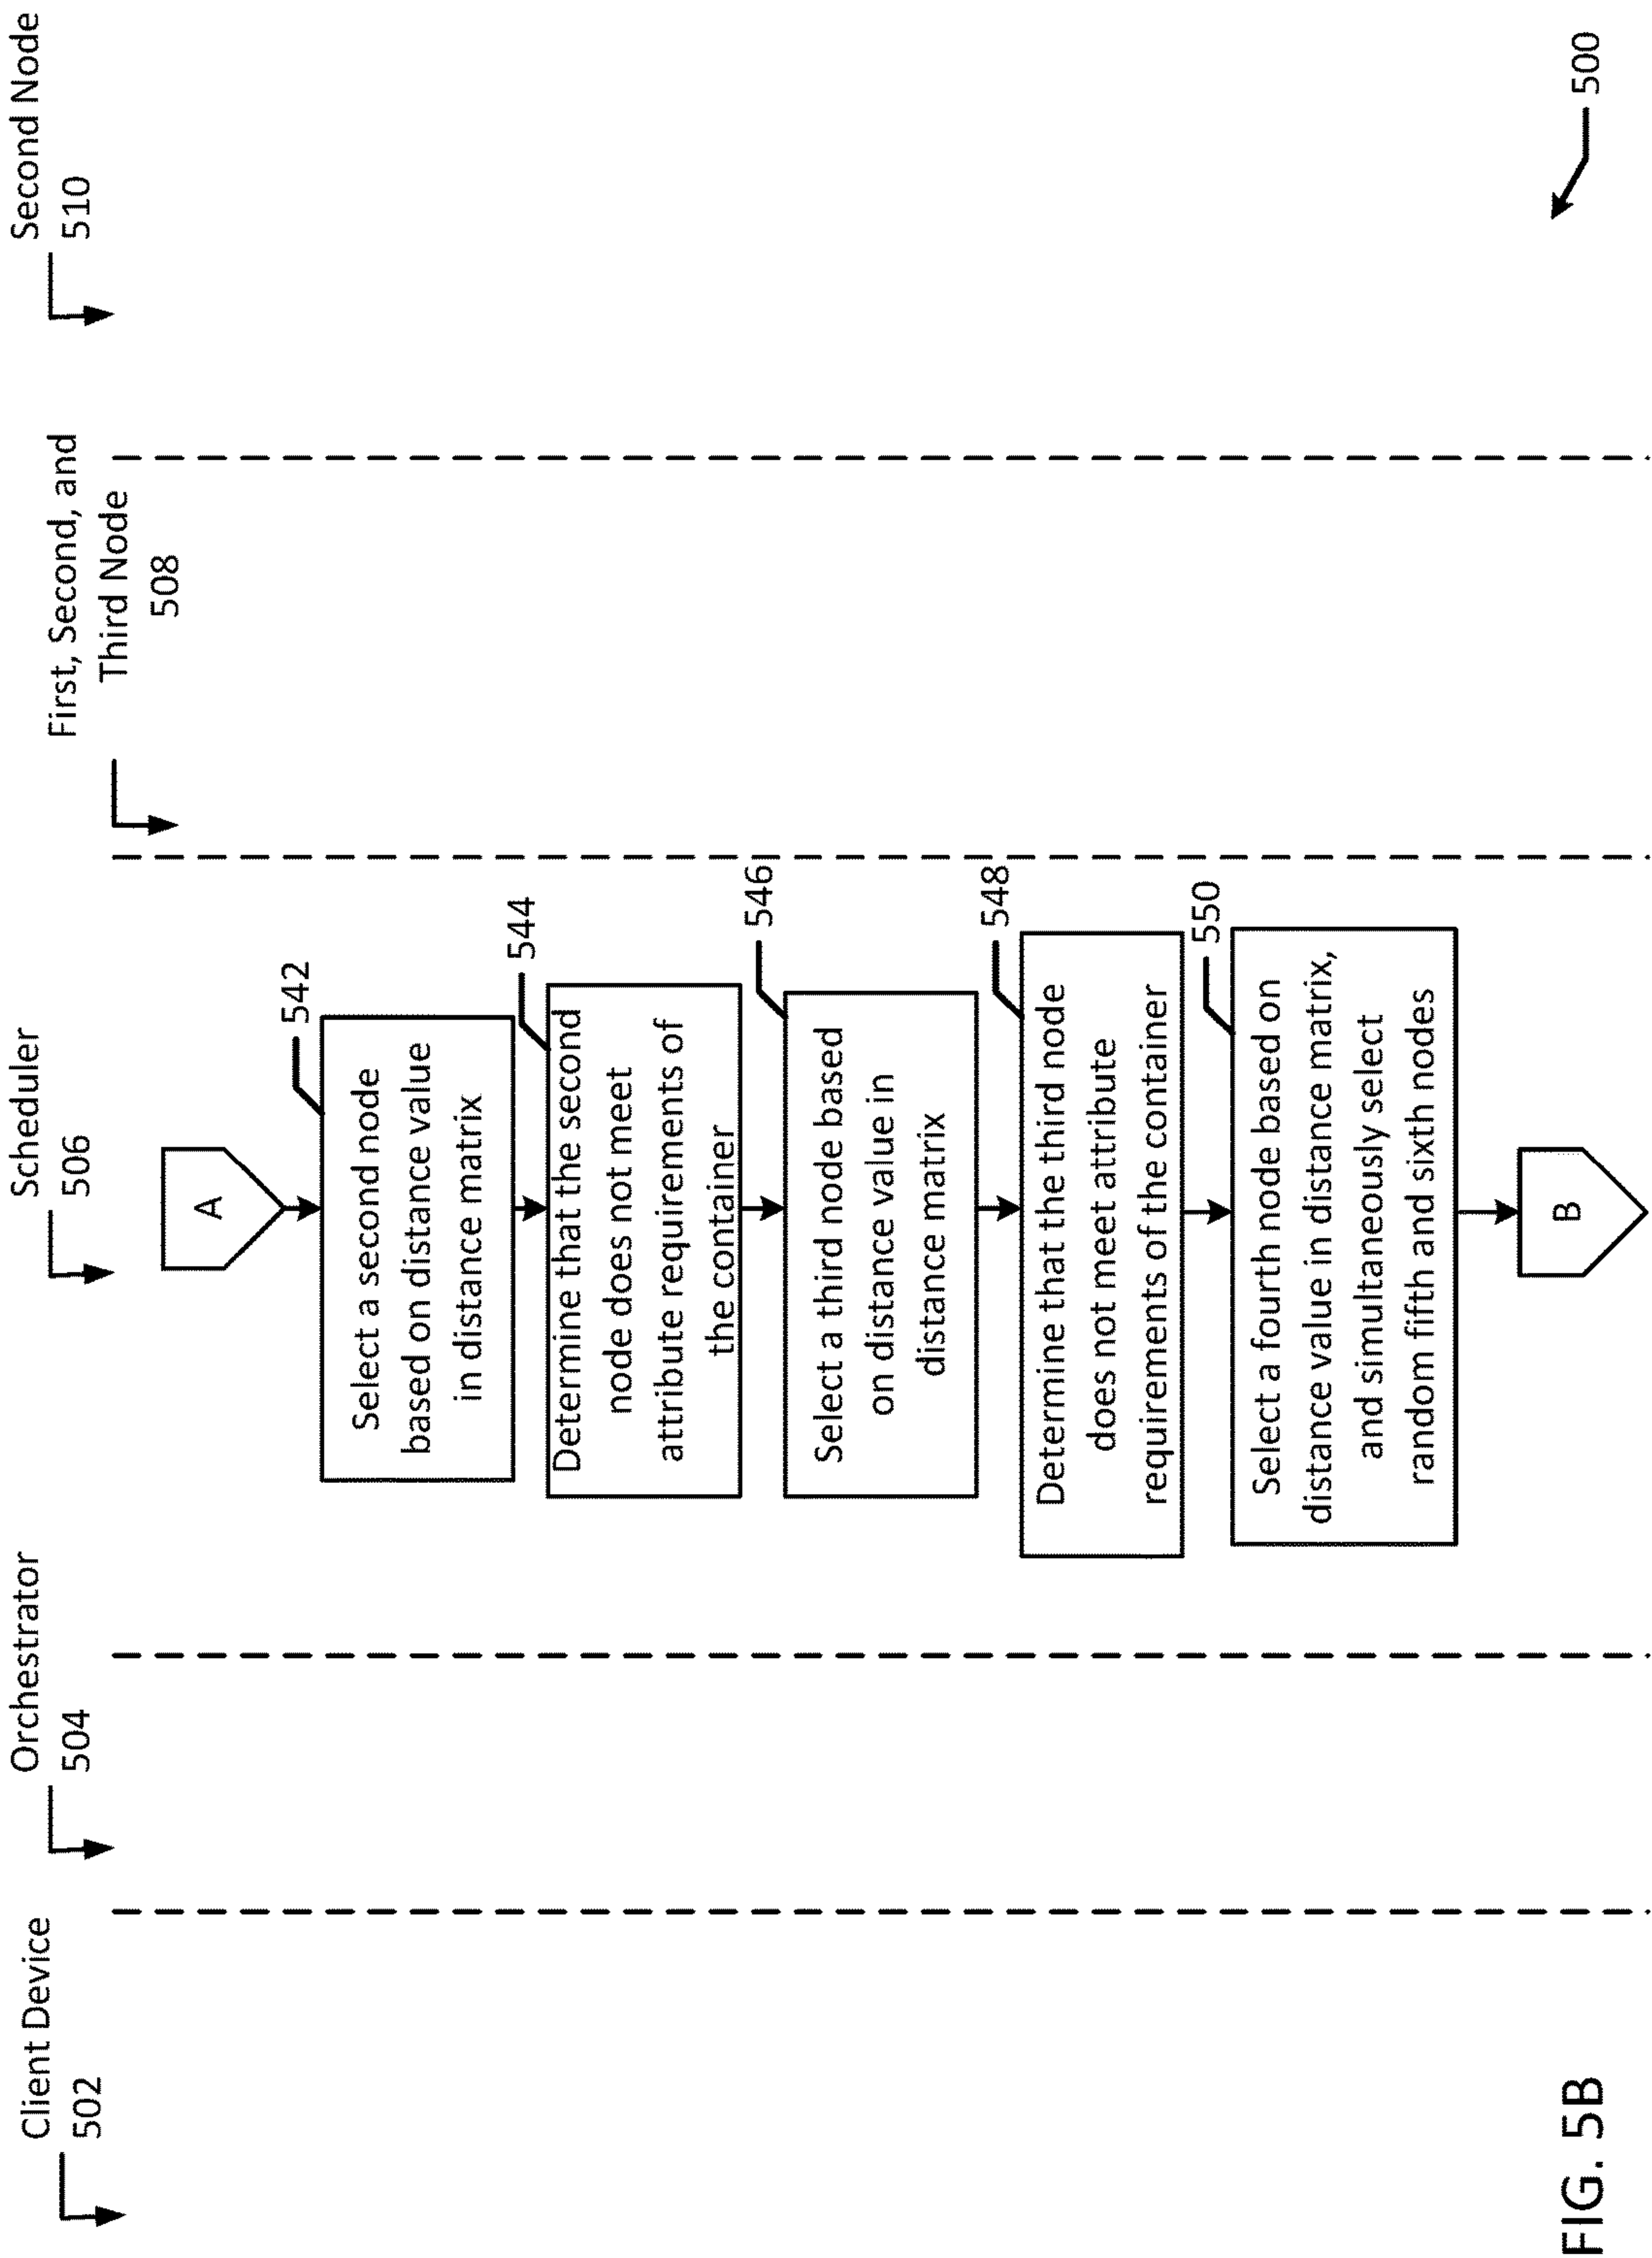 Client Device
502
Orchestrator
504
Scheduler
506
First, Second, and
Third Node
508
Second Node
510
A
542
Select a second node
based on distance value
in distance matrix
544
Determine that the second
node does not meet
attribute requirements of
the container
546
Select a third node based
on distance value in
distance matrix
548
Determine that the third node
does not meet attribute
requirements of the container
550
Select a fourth node based on
distance value in distance matrix,
and simultaneously select
random fifth and sixth nodes
B
500
FIG. 5B